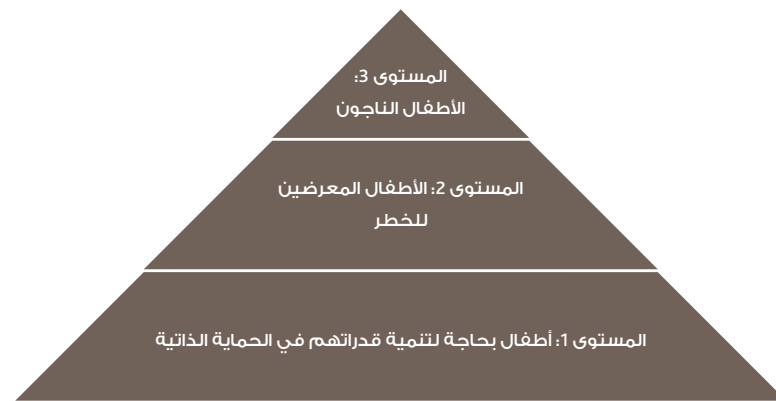 المستوى 3:
الأطفال الناجون
المستوى 2: الأطفال المعرضين
للخطر
المستوى 1: أطفال بحاجة لتنمية قدراتهم في الحماية الذاتية